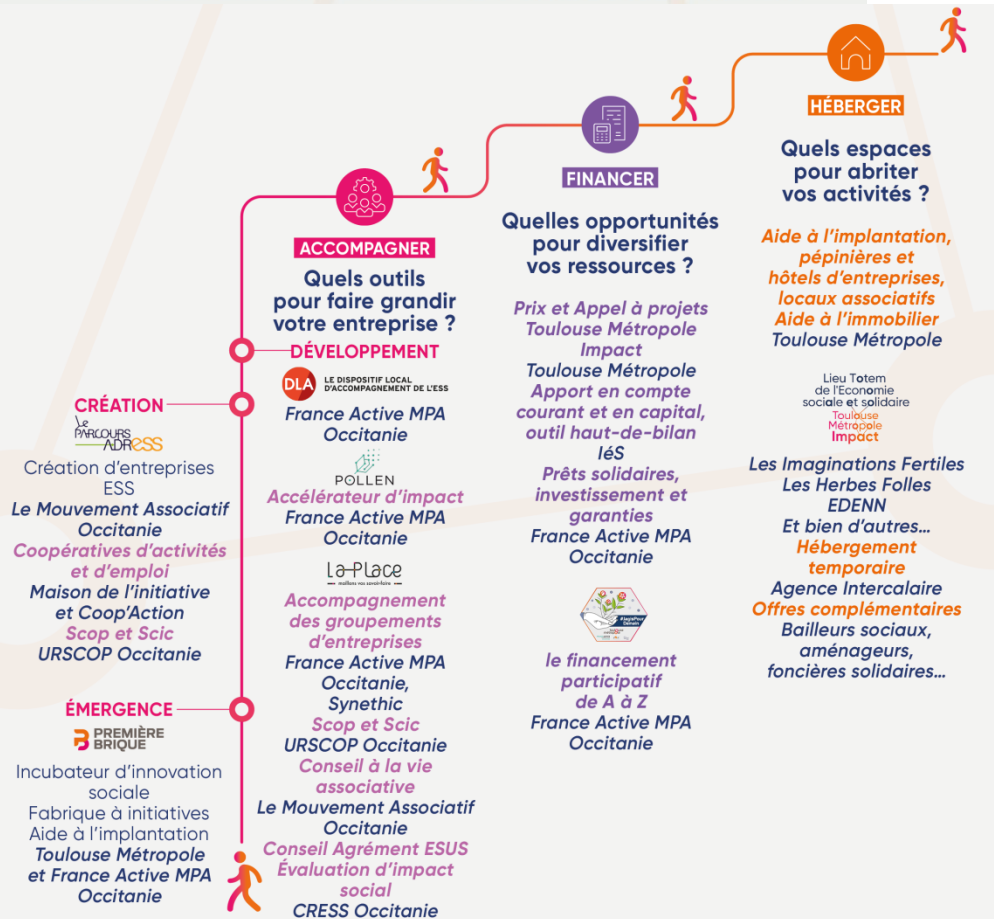 ACCOMPAGNER
Quels outils
pour faire grandir
votre entreprise ?
DÉVELOPPEMENT
DLA
LE DISPOSITIF LOCAL
D'ACCOMPAGNEMENT DE L'ESS
France Active MPA
Occitanie
POLLEN
Accélérateur d'impact
France Active MPA
Occitanie
La Place
maillons vos savoir-faire
Accompagnement
des groupements
d'entreprises
France Active MPA
Occitanie,
Synethic
Scop et Scic
URSCOP Occitanie
Conseil à la vie
associative
Le Mouvement Associatif
Occitanie
Conseil Agrément ESUS
Évaluation d'impact
social
CRESS Occitanie
CRÉATION
Le
PARCOURS
ADRESS
Création d'entreprises
ESS
Le Mouvement Associatif
Occitanie
Coopératives d'activités
et d'emploi
Maison de l'initiative
et Coop'Action
Scop et Scic
URSCOP Occitanie
ÉMERGENCE
PREMIÈRE
BRIQUE
Incubateur d'innovation
sociale
Fabrique à initiatives
Aide à l'implantation
Toulouse Métropole
et France Active MPA
Occitanie
FINANCER
Quelles opportunités
pour diversifier
vos ressources ?
Prix et Appel à projets
Toulouse Métropole
Impact
Toulouse Métropole
Apport en compte
courant et en capital,
outil haut-de-bilan
IéS
Prêts solidaires,
investissement et
garanties
France Active MPA
Occitanie
#JagisPour
Demain
le financement
participatif
de A à Z
France Active MPA
Occitanie
HÉBERGER
Quels espaces
pour abriter
vos activités ?
Aide à l'implantation,
pépinières et
hôtels d'entreprises,
locaux associatifs
Aide à l'immobilier
Toulouse Métropole
Lieu Totem
de l'Economie
sociale et solidaire
Toulouse
Métropole
Impact
Les Imaginations Fertiles
Les Herbes Folles
EDENN
Et bien d'autres...
Hébergement
temporaire
Agence Intercalaire
Offres complémentaires
Bailleurs sociaux,
aménageurs,
foncières solidaires...